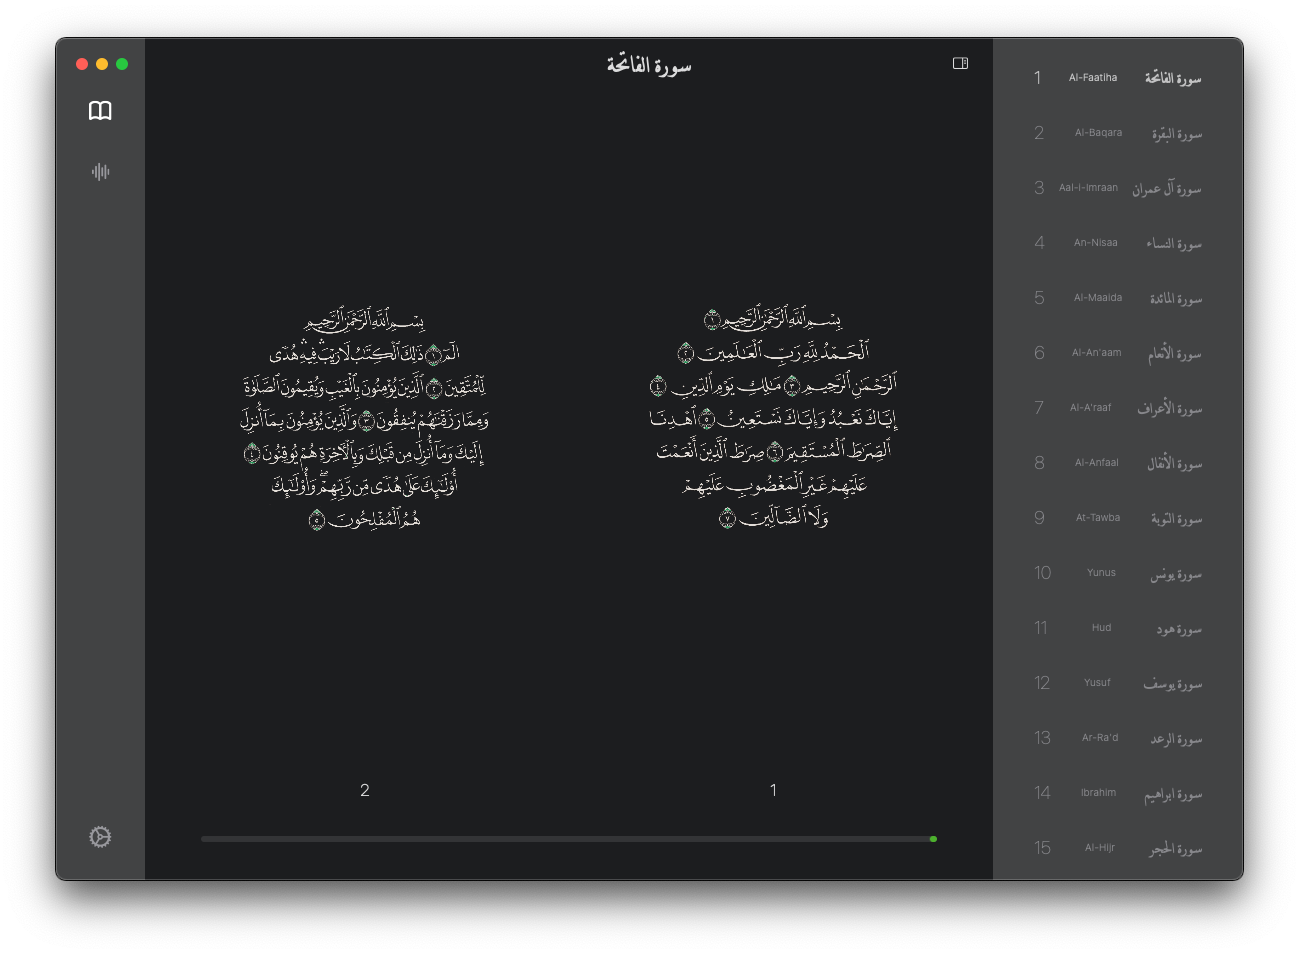 سورة الفاتحة
بِسْمِ ٱللَّهِ ٱلرَّحْمَٰنِ ٱلرَّحِيمِ ١
ٱلْحَمْدُ لِلَّهِ رَبِّ ٱلْعَٰلَمِينَ ٢
ٱلرَّحْمَٰنِ ٱلرَّحِيمِ ٣ مَٰلِكِ يَوْمِ ٱلدِّينِ ٤
إِيَّاكَ نَعْبُدُ وَإِيَّاكَ نَسْتَعِينُ ٥ ٱهْدِنَا
ٱلصِّرَٰطَ ٱلْمُسْتَقِيمَ ٦ صِرَٰطَ ٱلَّذِينَ أَنْعَمْتَ
عَلَيْهِمْ غَيْرِ ٱلْمَغْضُوبِ عَلَيْهِمْ
وَلَا ٱلضَّآلِّينَ ٧
1
بِسْمِ ٱللَّهِ ٱلرَّحْمَٰنِ ٱلرَّحِيمِ
الٓمٓ ١ ذَٰلِكَ ٱلْكِتَٰبُ لَا رَيْبَ ۛ فِيهِ ۛ هُدًى
لِّلْمُتَّقِينَ ٢ ٱلَّذِينَ يُؤْمِنُونَ بِٱلْغَيْبِ وَيُقِيمُونَ ٱلصَّلَوٰةَ
وَمِمَّا رَزَقْنَٰهُمْ يُنفِقُونَ ٣ وَٱلَّذِينَ يُؤْمِنُونَ بِمَآ أُنزِلَ
إِلَيْكَ وَمَآ أُنزِلَ مِن قَبْلِكَ وَبِٱلْءَاخِرَةِ هُمْ يُوقِنُونَ ٤
أُو۟لَٰٓئِكَ عَلَىٰ هُدًى مِّن رَّبِّهِمْ ۖ وَأُو۟لَٰٓئِكَ
هُمُ ٱلْمُفْلِحُونَ ٥
2
1 Al-Faatiha سورة الفاتحة
2 Al-Baqara سورة البقرة
3 Aal-i-Imraan سورة آل عمران
4 An-Nisaa سورة النساء
5 Al-Maaida سورة المائدة
6 Al-An'aam سورة الأنعام
7 Al-A'raaf سورة الأعراف
8 Al-Anfaal سورة الأنفال
9 At-Tawba سورة التوبة
10 Yunus سورة يونس
11 Hud سورة هود
12 Yusuf سورة يوسف
13 Ar-Ra'd سورة الرعد
14 Ibrahim سورة ابراهيم
15 Al-Hijr سورة الحجر